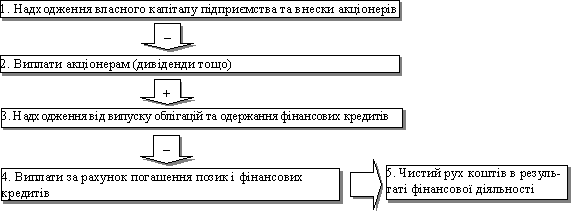 1. Надходження власного капіталу підприємства та внески акціонерів
–
2. Виплати акціонерам (дивіденди тощо)
+
3. Надходження від випуску облігацій та одержання фінансових кредитів
–
4. Виплати за рахунок погашення позик і фінансових
кредитів
5. Чистий рух коштів в резуль-
таті фінансової діяльності